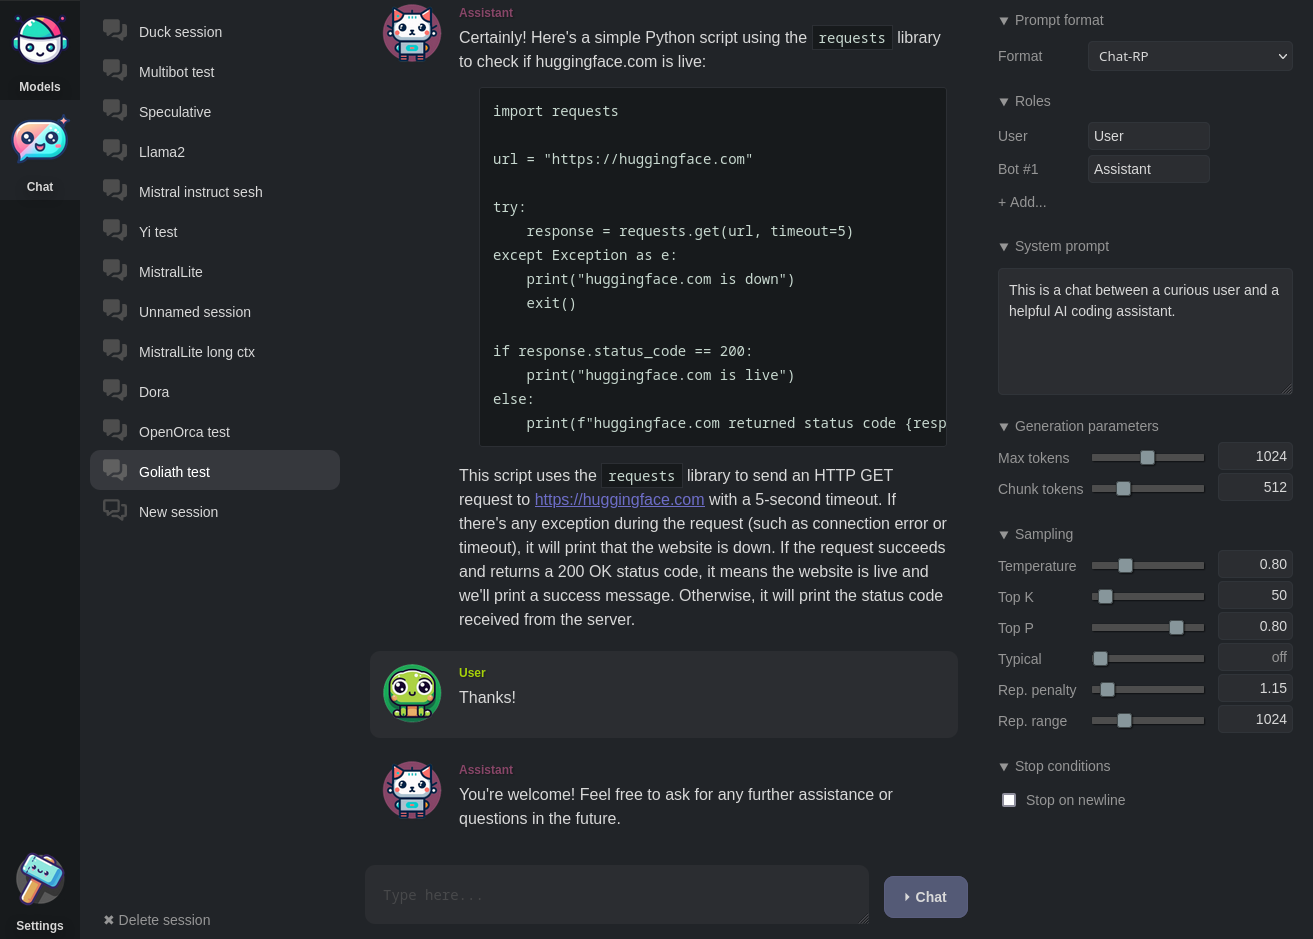 Models
Chat
Settings
Duck session
Multibot test
Speculative
Llama2
Mistral instruct sesh
Yi test
MistralLite
Unnamed session
MistralLite long ctx
Dora
OpenOrca test
Goliath test
New session
✖ Delete session
Assistant
Certainly! Here's a simple Python script using the requests library
to check if huggingface.com is live:
import requests
url = "https://huggingface.com"
try:
    response = requests.get(url, timeout=5)
except Exception as e:
    print("huggingface.com is down")
    exit()
if response.status_code == 200:
    print("huggingface.com is live")
else:
    print(f"huggingface.com returned status code {resp
This script uses the requests library to send an HTTP GET
request to https://huggingface.com with a 5-second timeout. If
there's any exception during the request (such as connection error or
timeout), it will print that the website is down. If the request succeeds
and returns a 200 OK status code, it means the website is live and
we'll print a success message. Otherwise, it will print the status code
received from the server.
User
Thanks!
Assistant
You're welcome! Feel free to ask for any further assistance or
questions in the future.
Type here...
Chat
▼ Prompt format
Format Chat-RP
▼ Roles
User User
Bot #1 Assistant
+ Add...
▼ System prompt
This is a chat between a curious user and a
helpful AI coding assistant.
▼ Generation parameters
Max tokens 1024
Chunk tokens 512
▼ Sampling
Temperature 0.80
Top K 50
Top P 0.80
Typical off
Rep. penalty 1.15
Rep. range 1024
▼ Stop conditions
Stop on newline